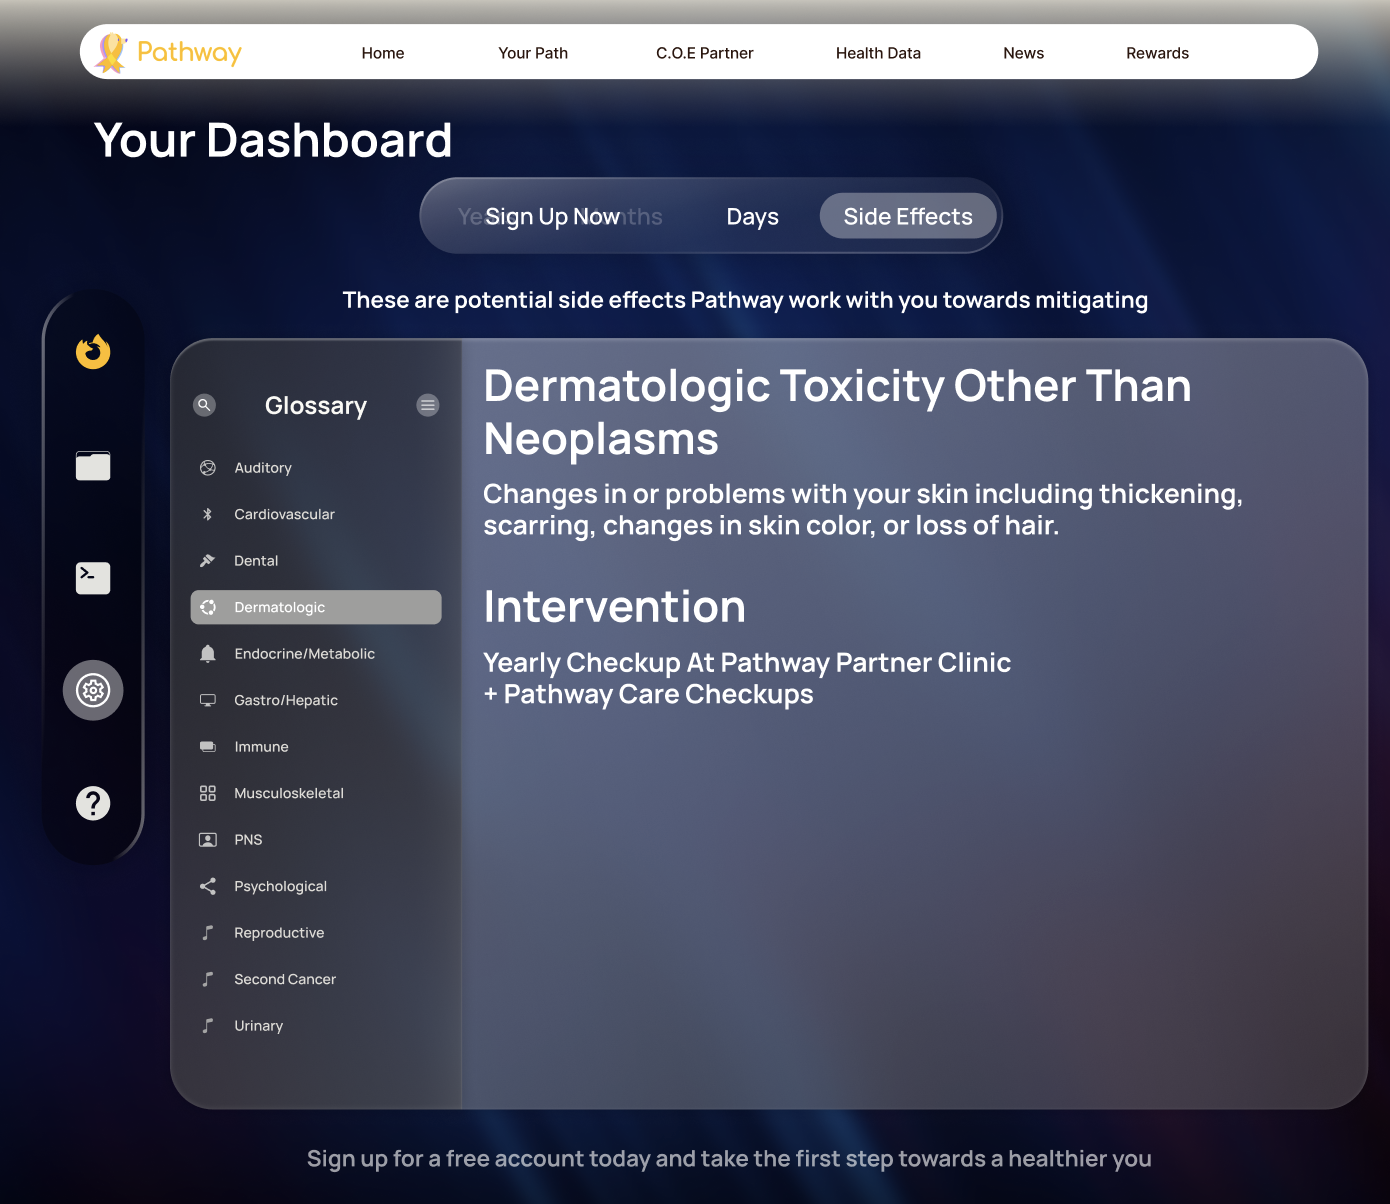 Pathway
Home
Your Path
C.O.E Partner
Health Data
News
Rewards
Your Dashboard
Sign Up Now
Days
Side Effects
These are potential side effects Pathway work with you towards mitigating
Glossary
Auditory
Cardiovascular
Dental
Dermatologic
Endocrine/Metabolic
Gastro/Hepatic
Immune
Musculoskeletal
PNS
Psychological
Reproductive
Second Cancer
Urinary
Dermatologic Toxicity Other Than
Neoplasms
Changes in or problems with your skin including thickening,
scarring, changes in skin color, or loss of hair.
Intervention
Yearly Checkup At Pathway Partner Clinic
+ Pathway Care Checkups
Sign up for a free account today and take the first step towards a healthier you